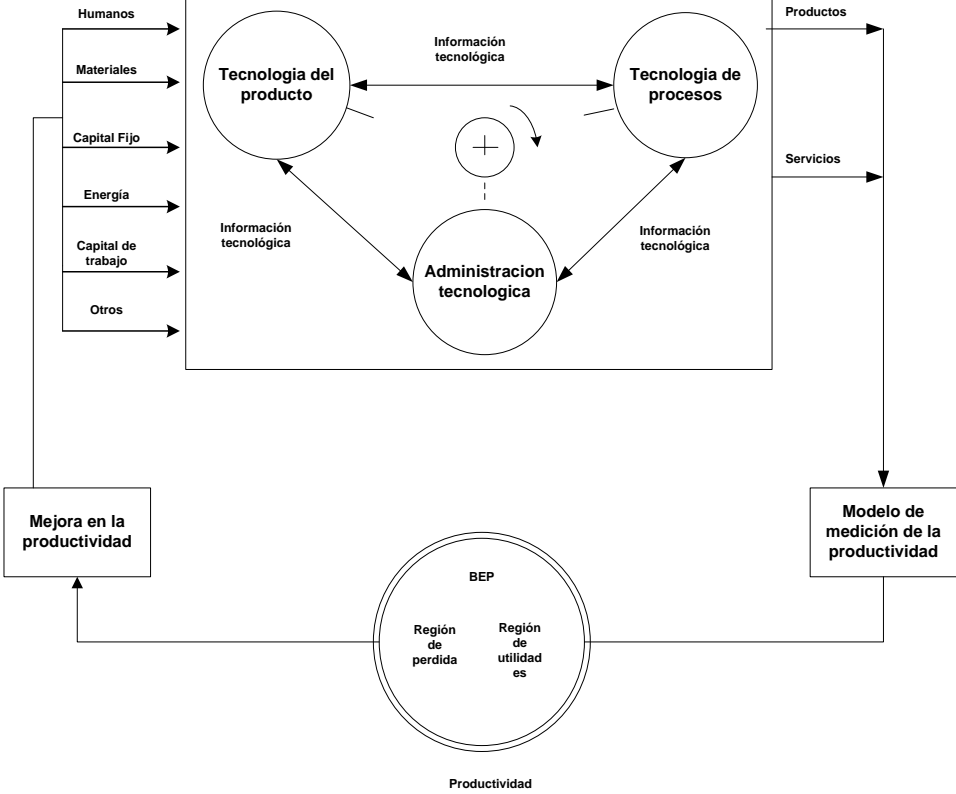 Humanos
Materiales
Capital Fijo
Energía
Capital de
trabajo
Otros
Información
tecnológica
Tecnologia del
producto
Tecnologia de
procesos
Información
tecnológica
Información
tecnológica
Administracion
tecnologica
Productos
Servicios
Mejora en la
productividad
Modelo de
medición de la
productividad
BEP
Región
de
perdida
Región
de
utilidad
es
Productividad